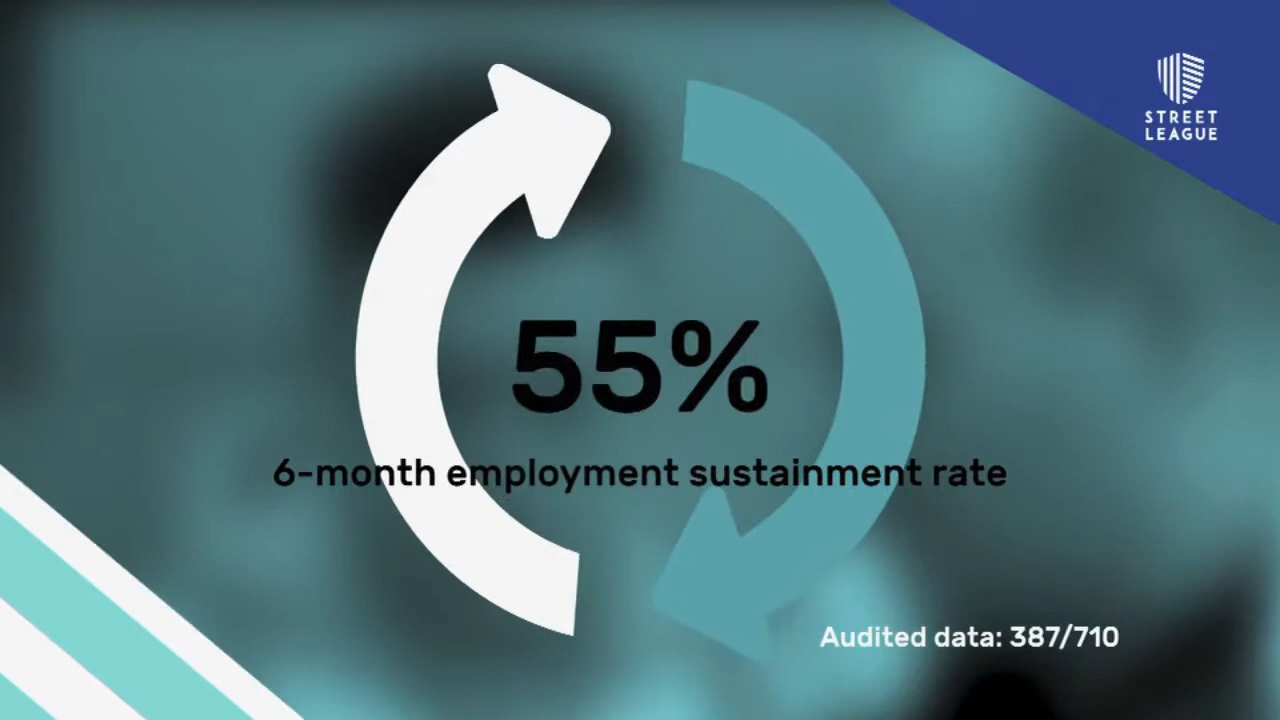 STREET
LEAGUE
55%
6-month employment sustainment rate
Audited data: 387/710